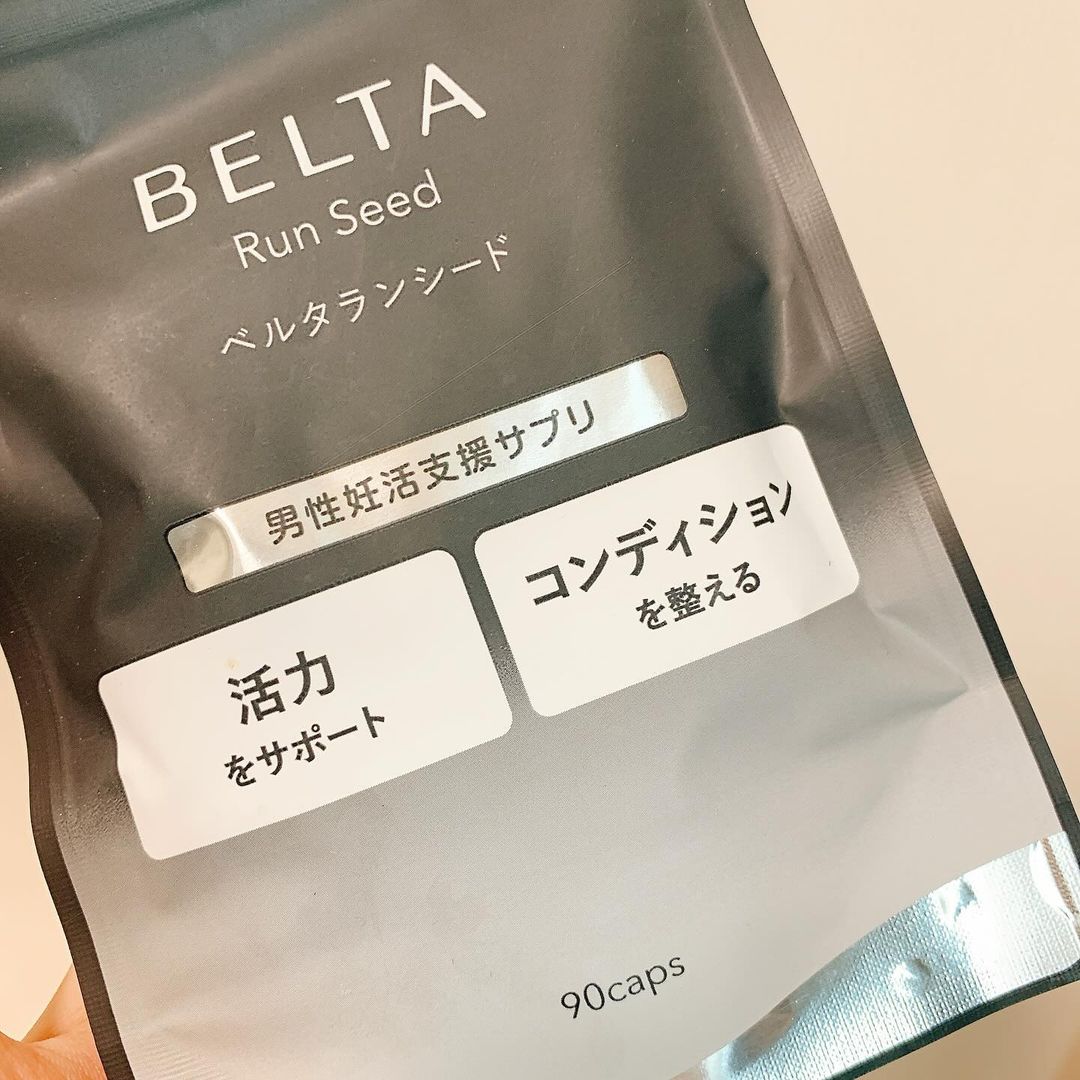 BELTA
Run Seed
ベルタランシード
男性妊活支援サプリ
活力
をサポート
コンディション
を整える
90caps